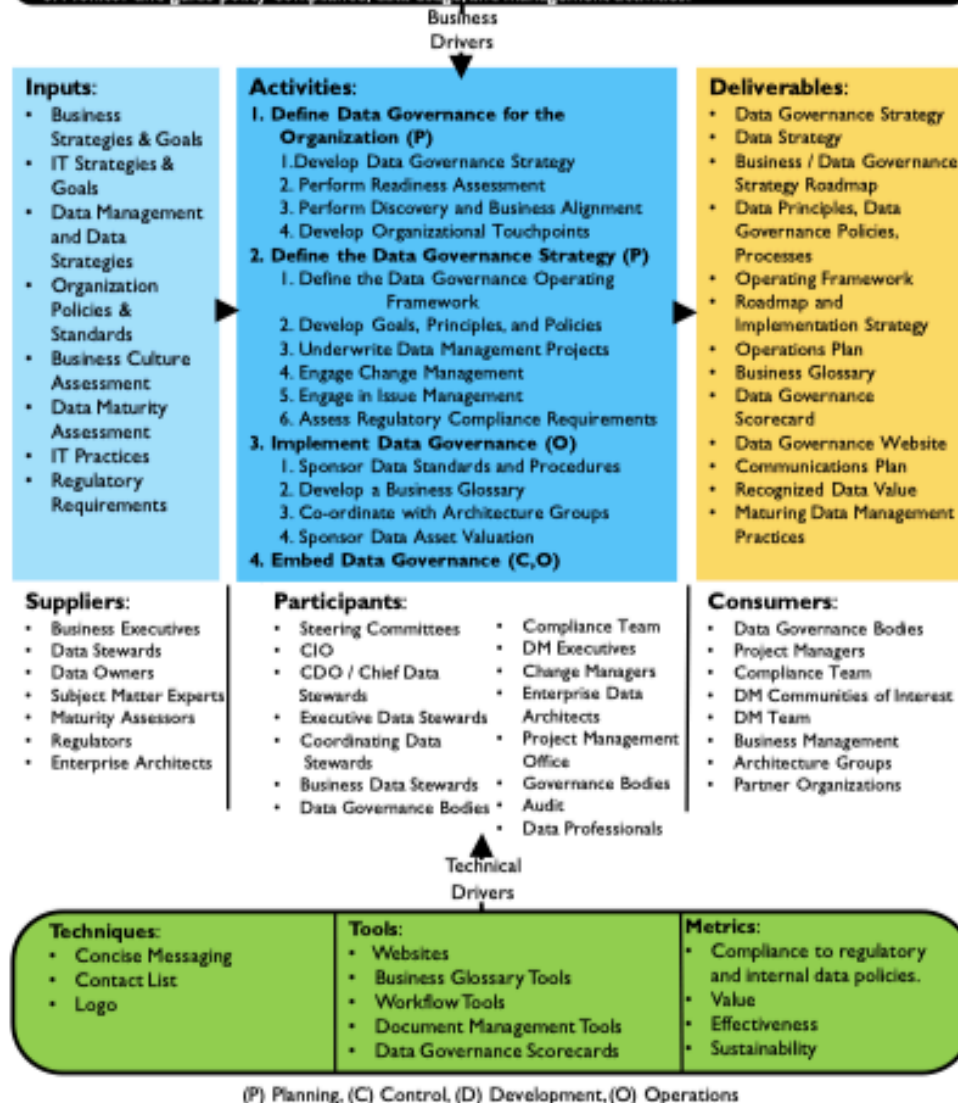 Business
Drivers
Inputs:
• Business
Strategies & Goals
• IT Strategies &
Goals
• Data Management
and Data
Strategies
• Organization
Policies &
Standards
• Business Culture
Assessment
• Data Maturity
Assessment
• IT Practices
• Regulatory
Requirements
Activities:
1. Define Data Governance for the
Organization (P)
1.Develop Data Governance Strategy
2. Perform Readiness Assessment
3. Perform Discovery and Business Alignment
4. Develop Organizational Touchpoints
2. Define the Data Governance Strategy (P)
1. Define the Data Governance Operating
Framework
2. Develop Goals, Principles, and Policies
3. Underwrite Data Management Projects
4. Engage Change Management
5. Engage in Issue Management
6. Assess Regulatory Compliance Requirements
3. Implement Data Governance (O)
1. Sponsor Data Standards and Procedures
2. Develop a Business Glossary
3. Co-ordinate with Architecture Groups
4. Sponsor Data Asset Valuation
4. Embed Data Governance (C,O)
Deliverables:
• Data Governance Strategy
• Data Strategy
• Business / Data Governance
Strategy Roadmap
• Data Principles, Data
Governance Policies,
Processes
• Operating Framework
• Roadmap and
Implementation Strategy
• Operations Plan
• Business Glossary
• Data Governance
Scorecard
• Data Governance Website
• Communications Plan
• Recognized Data Value
• Maturing Data Management
Practices
Suppliers:
• Business Executives
• Data Stewards
• Data Owners
• Subject Matter Experts
• Maturity Assessors
• Regulators
• Enterprise Architects
Participants:
• Steering Committees
• CIO
• CDO / Chief Data
Stewards
• Executive Data Stewards
• Coordinating Data
Stewards
• Business Data Stewards
• Data Governance Bodies
• Compliance Team
• DM Executives
• Change Managers
• Enterprise Data
Architects
• Project Management
Office
• Governance Bodies
• Audit
• Data Professionals
Consumers:
• Data Governance Bodies
• Project Managers
• Compliance Team
• DM Communities of Interest
• DM Team
• Business Management
• Architecture Groups
• Partner Organizations
Technical
Drivers
Techniques:
• Concise Messaging
• Contact List
• Logo
Tools:
• Websites
• Business Glossary Tools
• Workflow Tools
• Document Management Tools
• Data Governance Scorecards
Metrics:
• Compliance to regulatory
and internal data policies.
• Value
• Effectiveness
• Sustainability
(P) Planning, (C) Control, (D) Development, (O) Operations